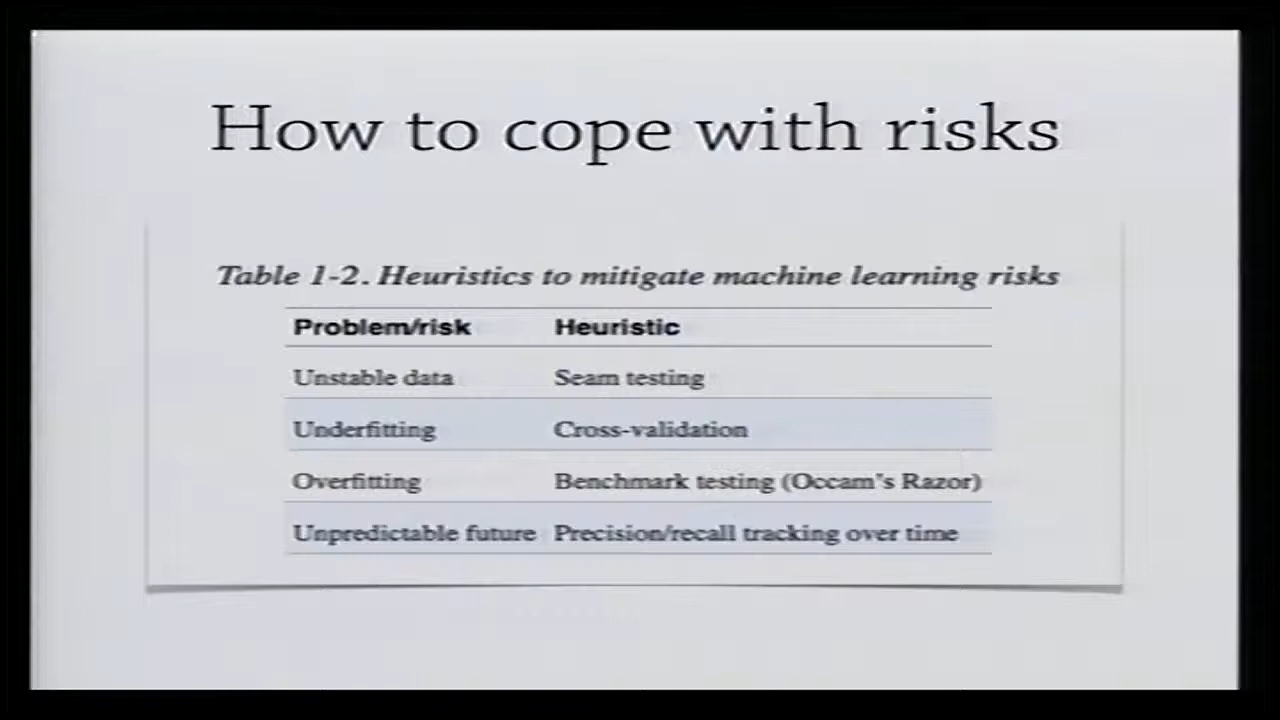 How to cope with risks
Table 1-2. Heuristics to mitigate machine learning risks
Problem/risk Heuristic
Unstable data Seam testing
Underfitting Cross-validation
Overfitting Benchmark testing (Occam's Razor)
Unpredictable future Precision/recall tracking over time